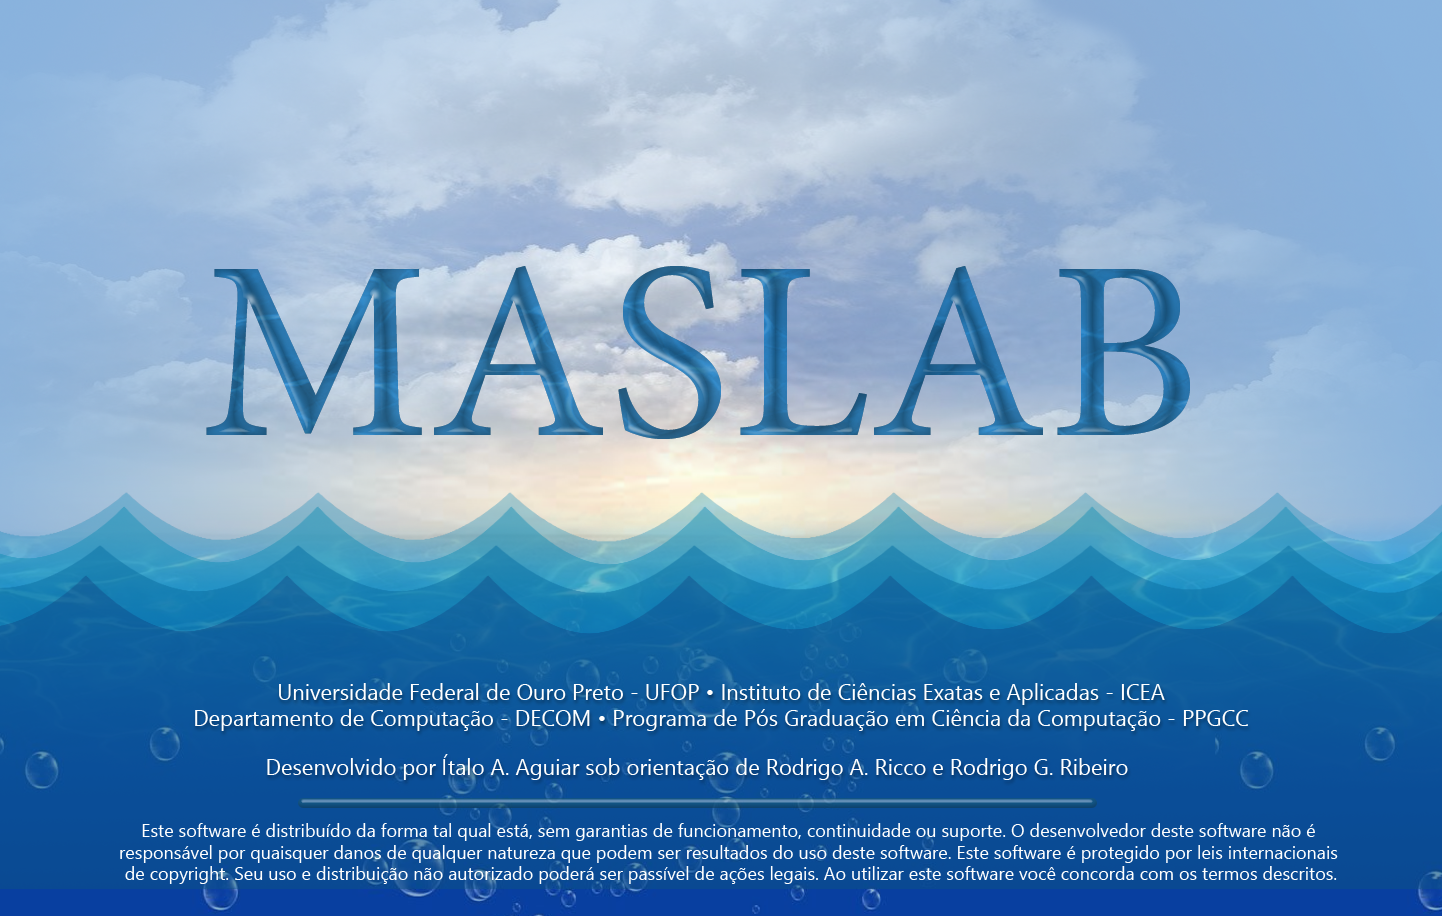 MASLAB
Universidade Federal de Ouro Preto - UFOP • Instituto de Ciências Exatas e Aplicadas - ICEA
Departamento de Computação - DECOM • Programa de Pós Graduação em Ciência da Computação - PPGCC
Desenvolvido por Ítalo A. Aguiar sob orientação de Rodrigo A. Ricco e Rodrigo G. Ribeiro
Este software é distribuído da forma tal qual está, sem garantias de funcionamento, continuidade ou suporte. O desenvolvedor deste software não é
responsável por quaisquer danos de qualquer natureza que podem ser resultados do uso deste software. Este software é protegido por leis internacionais
de copyright. Seu uso e distribuição não autorizado poderá ser passível de ações legais. Ao utilizar este software você concorda com os termos descritos.